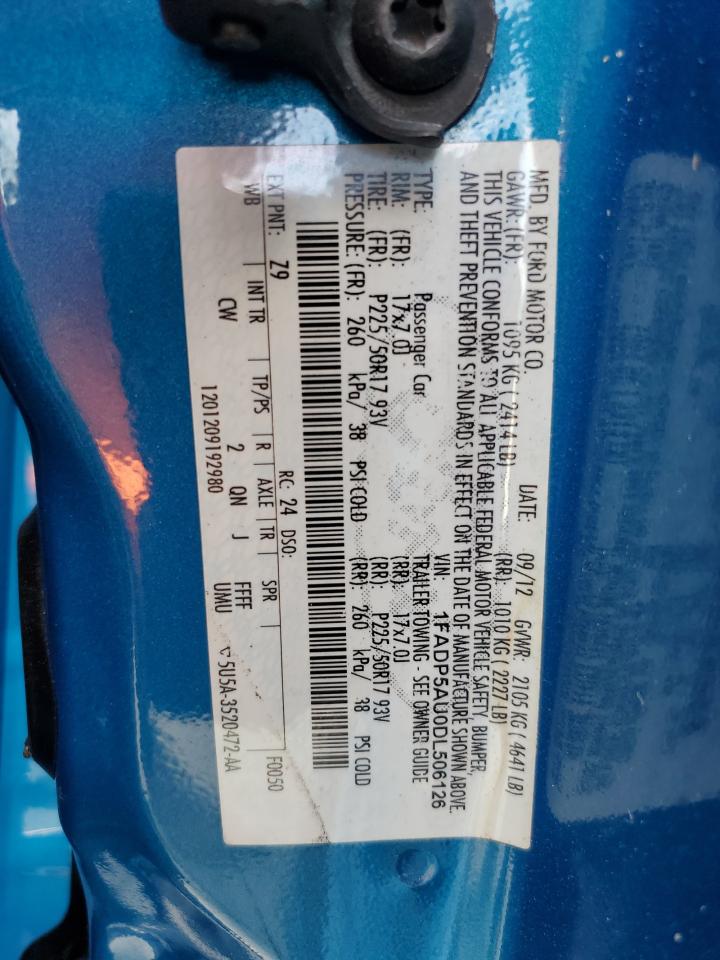 MFD. BY FORD MOTOR CO.
DATE: 09/12 GVWR: 2105 KG ( 4641 LB)
GAWR: (FR): 1095 KG ( 2414 LB) (RR): 1010 KG ( 2227 LB)
THIS VEHICLE CONFORMS TO ALL APPLICABLE FEDERAL MOTOR VEHICLE SAFETY, BUMPER,
AND THEFT PREVENTION STANDARDS IN EFFECT ON THE DATE OF MANUFACTURE SHOWN ABOVE.
VIN: 1FADP5AU0DL506126
TYPE: Passenger Car TRAILER TOWING - SEE OWNER GUIDE
RIM: (FR): 17x7.0J (RR): 17x7.0J
TIRE: (FR): P225/50R17 93V (RR): P225/50R17 93V
PRESSURE: (FR): 260 kPa/ 38 PSI COLD (RR): 260 kPa/ 38 PSI COLD
RC: 24 DSO: F0050
EXT PNT: Z9
WB INT TR TP/PS R AXLE TR SPR
CW 2 QN J FFFF
1201209192980 UMU 5U5A-3520472-AA